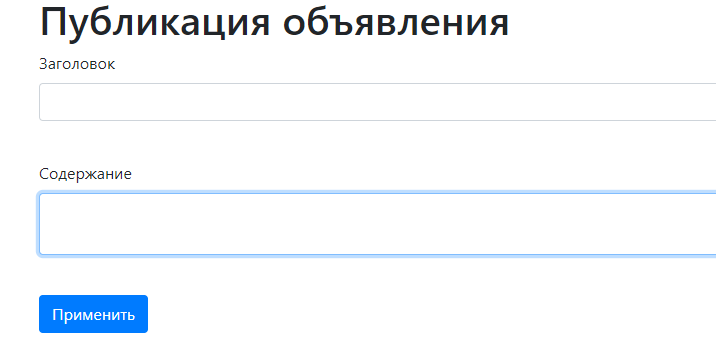 Публикация объявления
Заголовок
Содержание
Применить